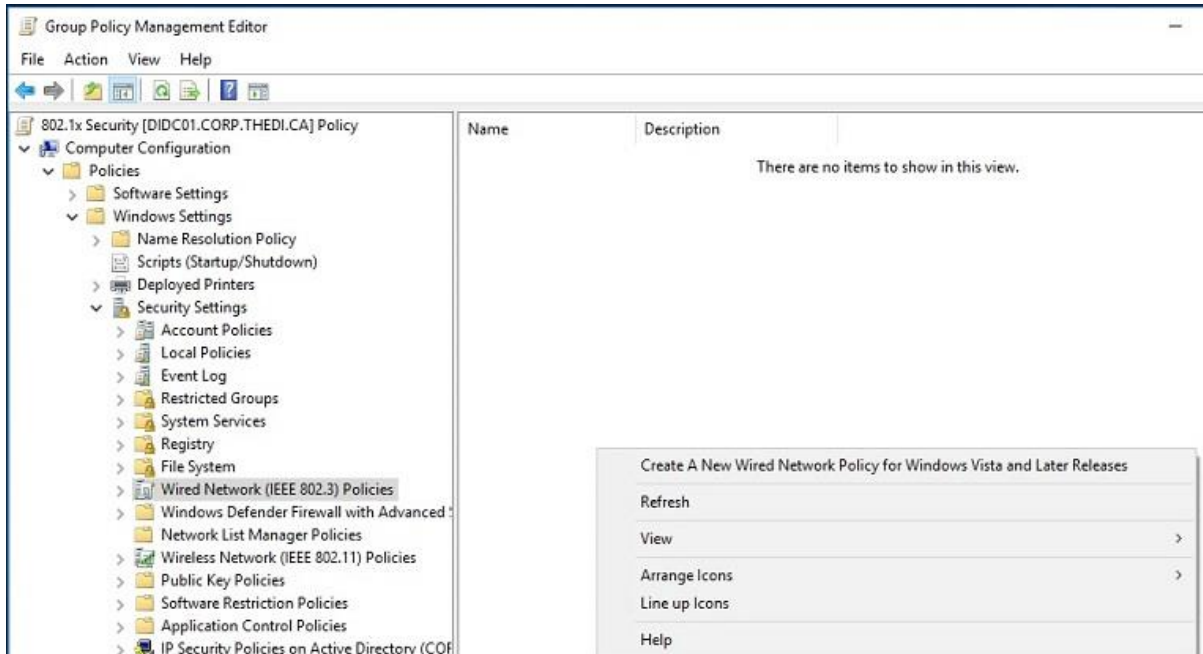 Group Policy Management Editor
File Action View Help
802.1x Security [DIDC01.CORP.THEDI.CA] Policy
Computer Configuration
Policies
Software Settings
Windows Settings
Name Resolution Policy
Scripts (Startup/Shutdown)
Deployed Printers
Security Settings
Account Policies
Local Policies
Event Log
Restricted Groups
System Services
Registry
File System
Wired Network (IEEE 802.3) Policies
Windows Defender Firewall with Advanced
Network List Manager Policies
Wireless Network (IEEE 802.11) Policies
Public Key Policies
Software Restriction Policies
Application Control Policies
IP Security Policies on Active Directory (COR
Name Description
There are no items to show in this view.
Create A New Wired Network Policy for Windows Vista and Later Releases
Refresh
View
Arrange Icons
Line up Icons
Help